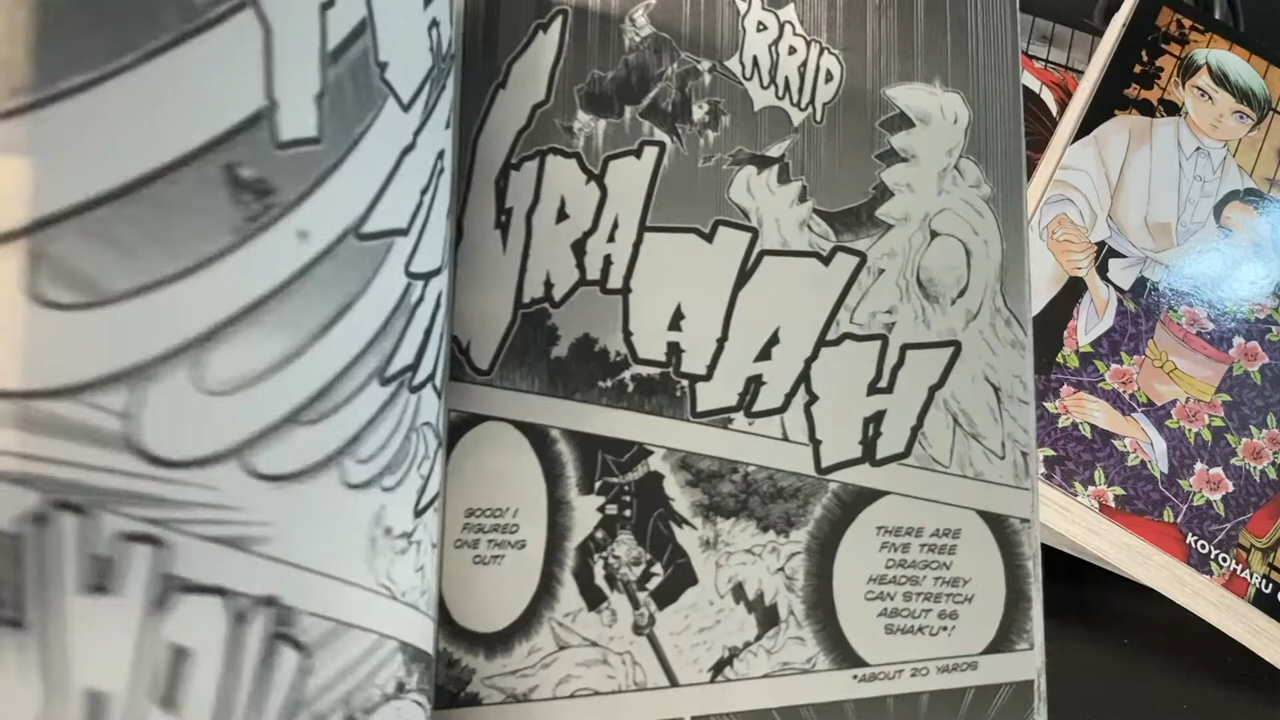 RRIP
GRAAAAH
GOOD! I
FIGURED
ONE THING
OUT!
THERE ARE
FIVE TREE
DRAGON
HEADS! THEY
CAN STRETCH
ABOUT 66
SHAKU*!
*ABOUT 20 YARDS
KOYOHARU